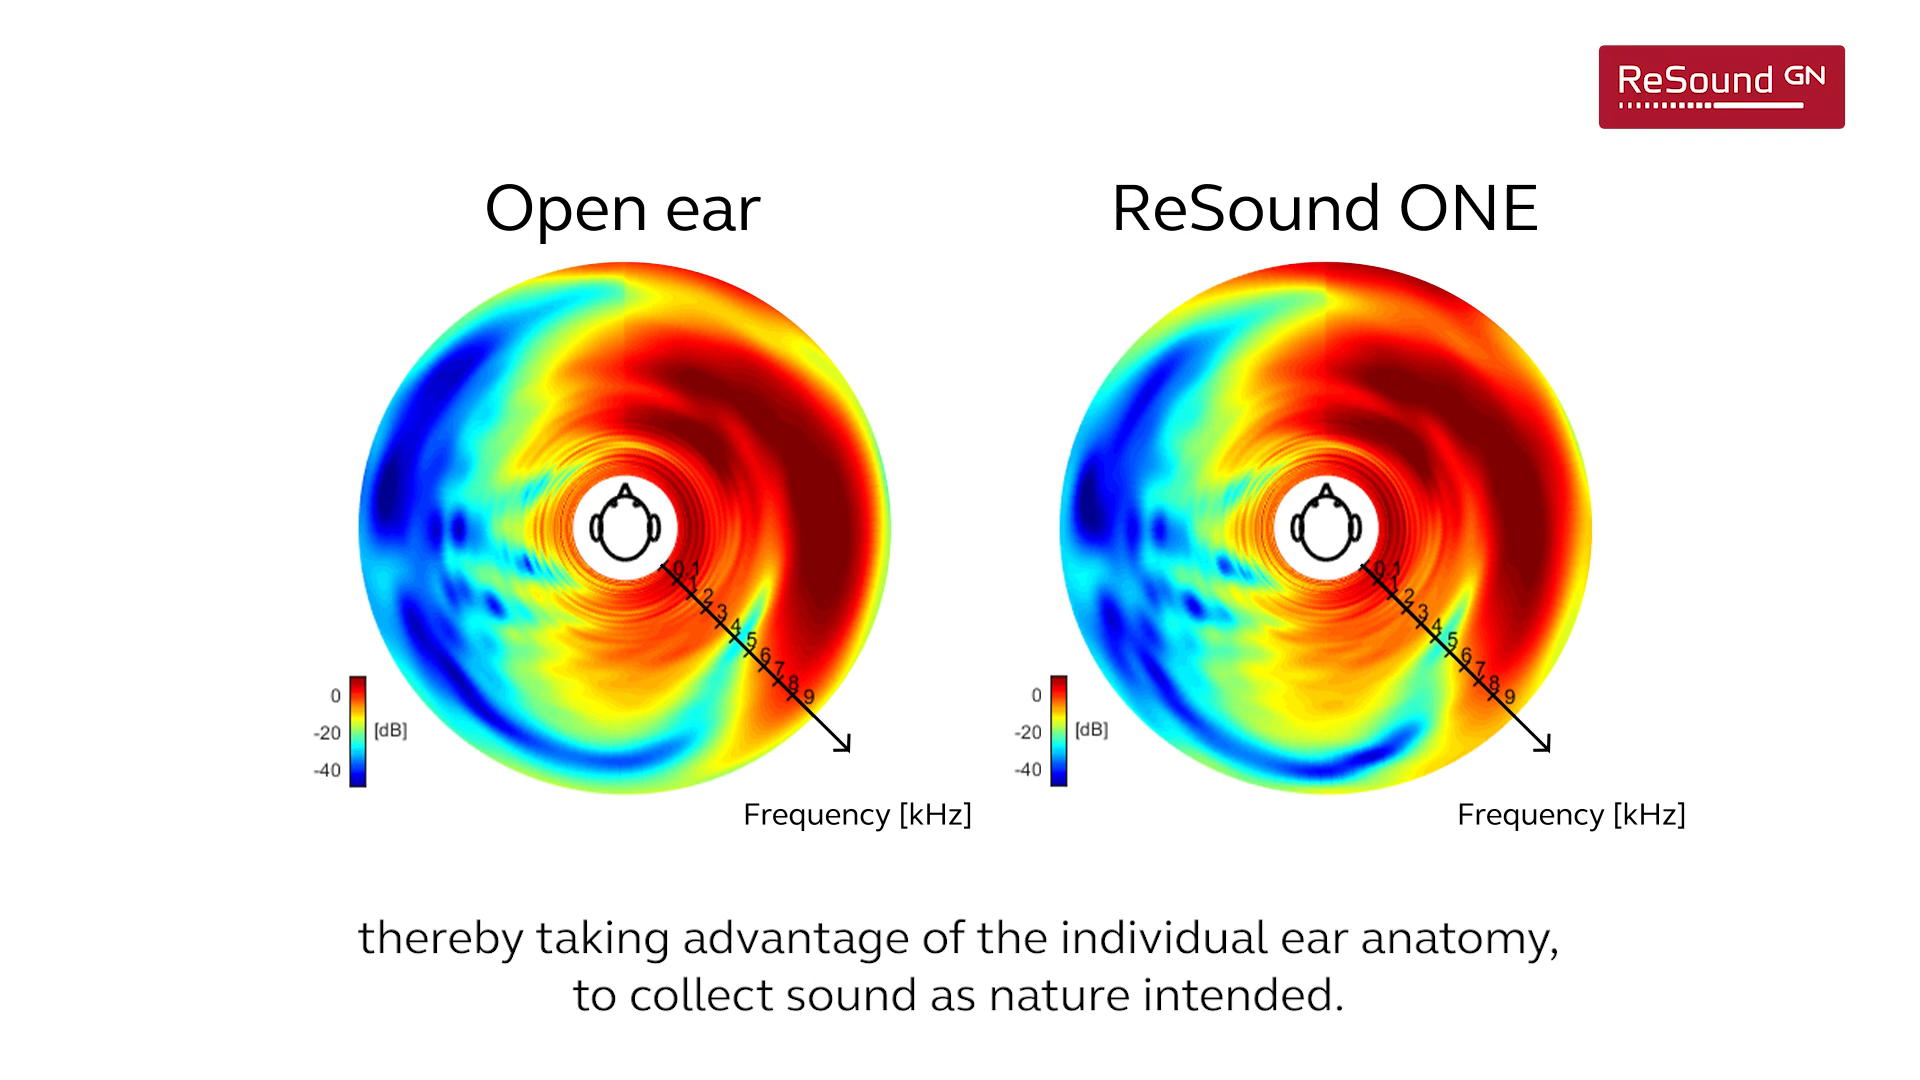 ReSound GN
Open ear
ReSound ONE
0.1
1
2
3
4
5
6
7
8
9
0
-20
-40
[dB]
Frequency [kHz]
0.1
1
2
3
4
5
6
7
8
9
0
-20
-40
[dB]
Frequency [kHz]
thereby taking advantage of the individual ear anatomy,
to collect sound as nature intended.